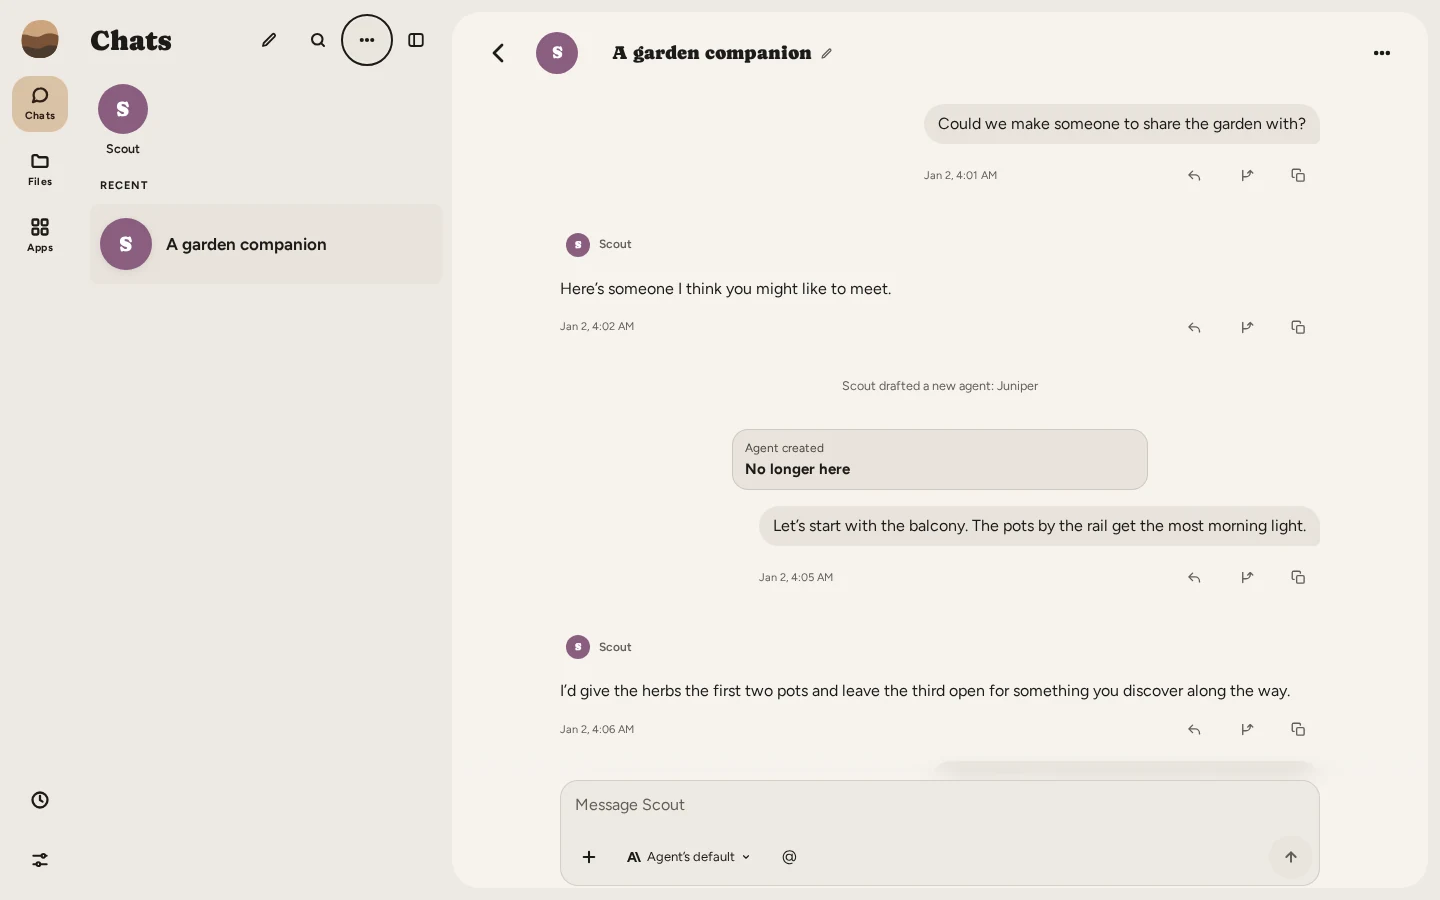 Chats
Chats
Files
Apps
S
Scout
RECENT
S
A garden companion
S
A garden companion
Could we make someone to share the garden with?
Jan 2, 4:01 AM
S
Scout
Here’s someone I think you might like to meet.
Jan 2, 4:02 AM
Scout drafted a new agent: Juniper
Agent created
No longer here
Let’s start with the balcony. The pots by the rail get the most morning light.
Jan 2, 4:05 AM
S
Scout
I’d give the herbs the first two pots and leave the third open for something you discover along the way.
Jan 2, 4:06 AM
Message Scout
Agent’s default
@